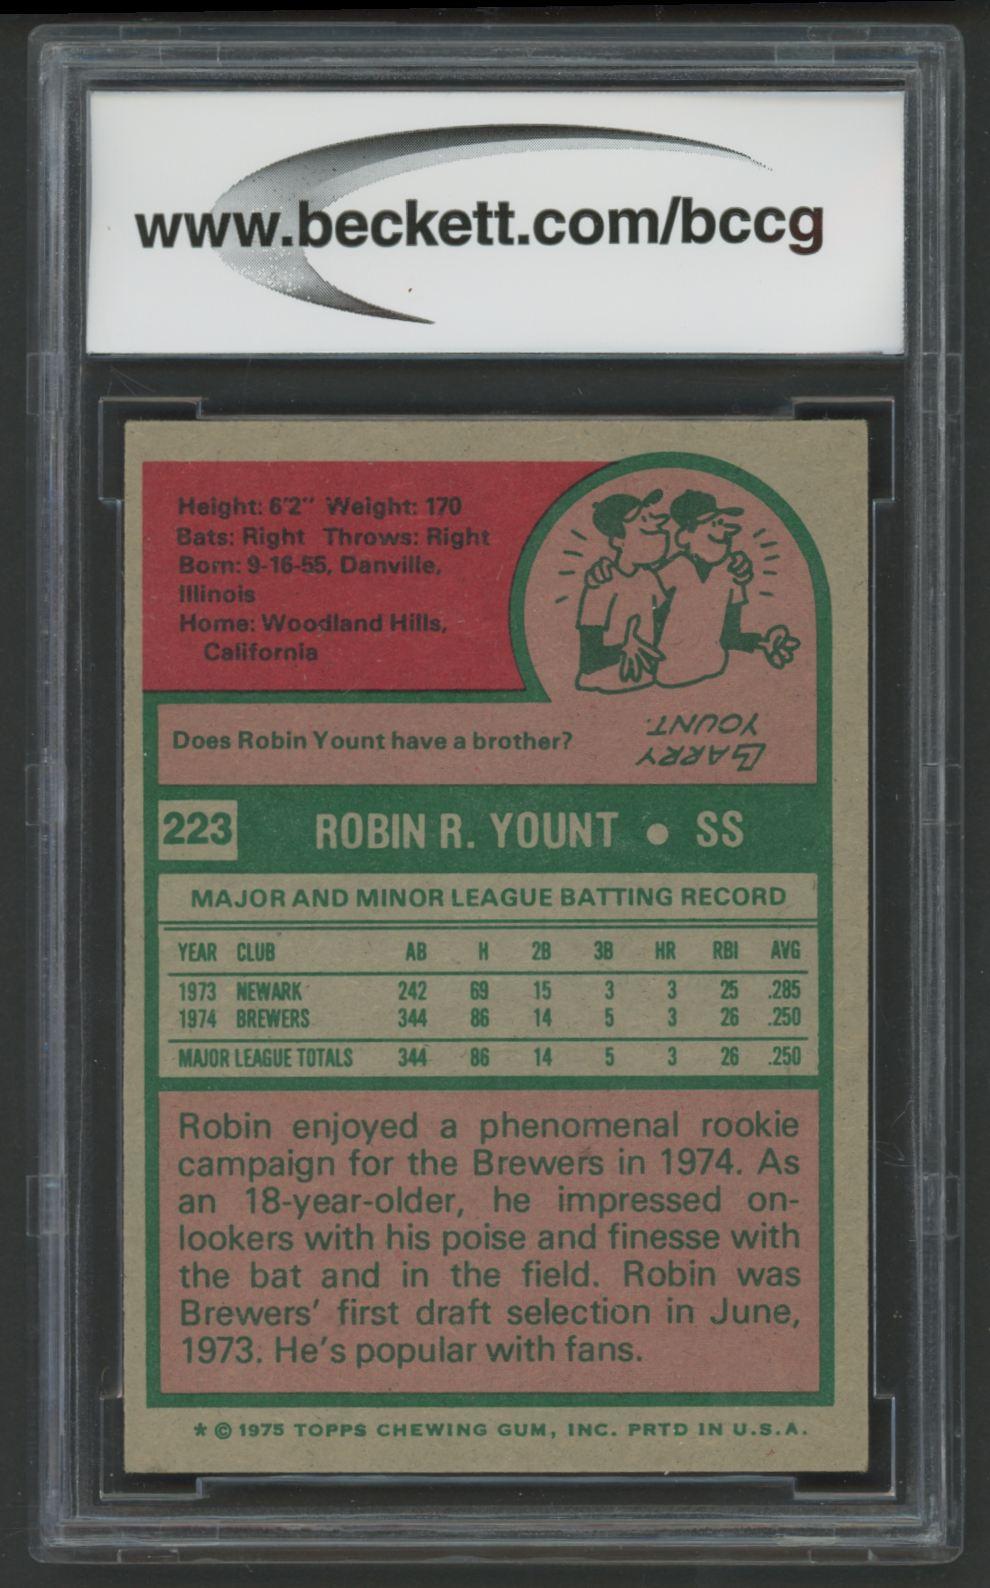 www.beckett.com/bccg
Height: 6'2" Weight: 170
Bats: Right Throws: Right
Born: 9-16-55, Danville,
Illinois
Home: Woodland Hills,
California
Does Robin Yount have a brother?
BARRY
YOUNT.
223 ROBIN R. YOUNT • SS
MAJOR AND MINOR LEAGUE BATTING RECORD
YEAR CLUB AB H 2B 3B HR RBI AVG
1973 NEWARK 242 69 15 3 3 25 .285
1974 BREWERS 344 86 14 5 3 26 .250
MAJOR LEAGUE TOTALS 344 86 14 5 3 26 .250
Robin enjoyed a phenomenal rookie
campaign for the Brewers in 1974. As
an 18-year-older, he impressed on-
lookers with his poise and finesse with
the bat and in the field. Robin was
Brewers' first draft selection in June,
1973. He's popular with fans.
* © 1975 TOPPS CHEWING GUM, INC. PRTD IN U.S.A.